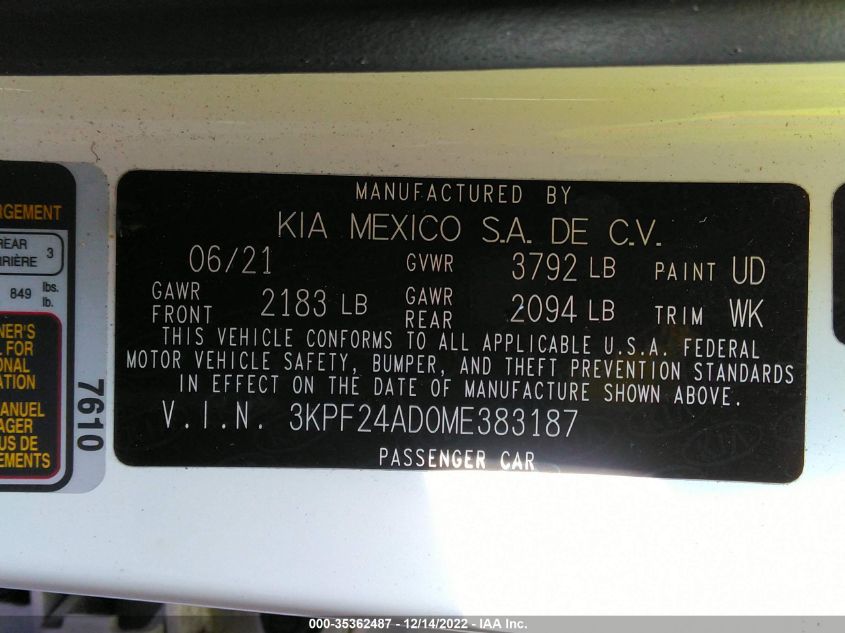 MANUFACTURED BY
KIA MEXICO S.A. DE C.V.
06/21 GVWR 3792 LB PAINT UD
GAWR FRONT 2183 LB GAWR REAR 2094 LB TRIM WK
THIS VEHICLE CONFORMS TO ALL APPLICABLE U.S.A. FEDERAL
MOTOR VEHICLE SAFETY, BUMPER, AND THEFT PREVENTION STANDARDS
IN EFFECT ON THE DATE OF MANUFACTURE SHOWN ABOVE.
V.I.N. 3KPF24AD0ME383187
PASSENGER CAR
RGEMENT
REAR
RRIÈRE 3
849 lbs.
lb.
NER'S
L FOR
ONAL
ATION
MANUEL
AGER
US DE
EMENTS
7610
000-35362487 - 12/14/2022 - IAA Inc.